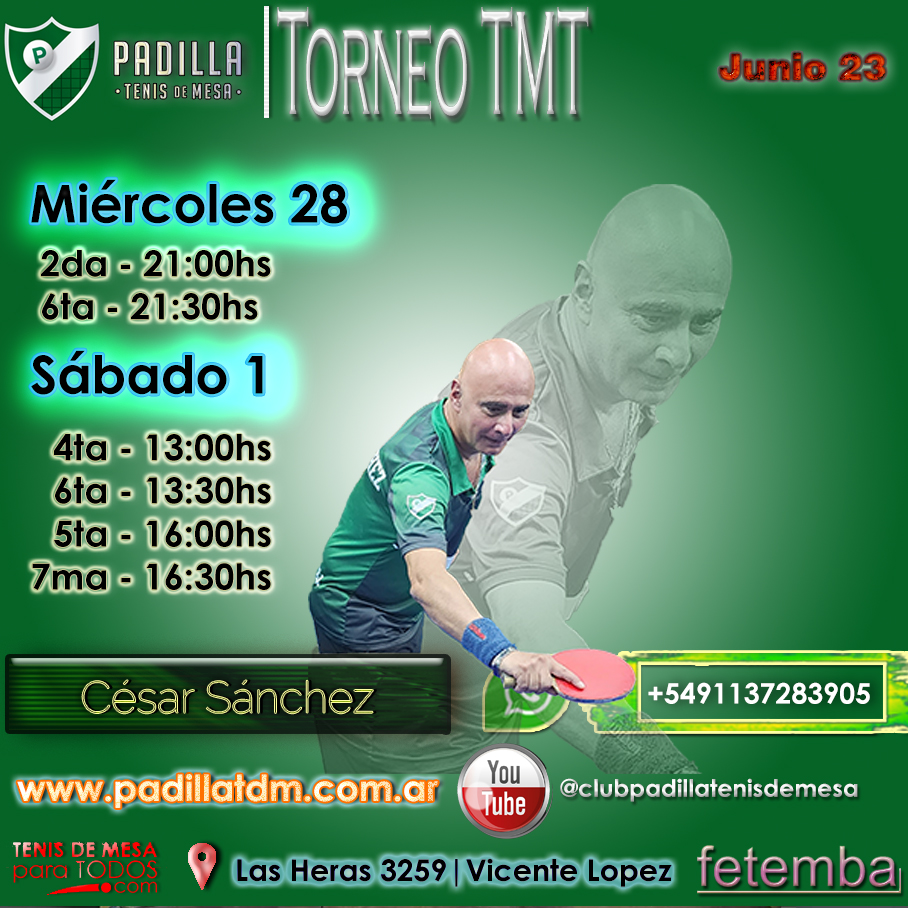 P
PADILLA
• TENIS DE MESA •
TORNEO TMT
Junio 23
Miércoles 28
2da - 21:00hs
6ta - 21:30hs
Sábado 1
4ta - 13:00hs
6ta - 13:30hs
5ta - 16:00hs
7ma - 16:30hs
César Sánchez
+5491137283905
www.padillatdm.com.ar
You
Tube
@clubpadillatenisdemesa
TENIS DE MESA
para TODOS
.com
Las Heras 3259|Vicente Lopez
fetemba